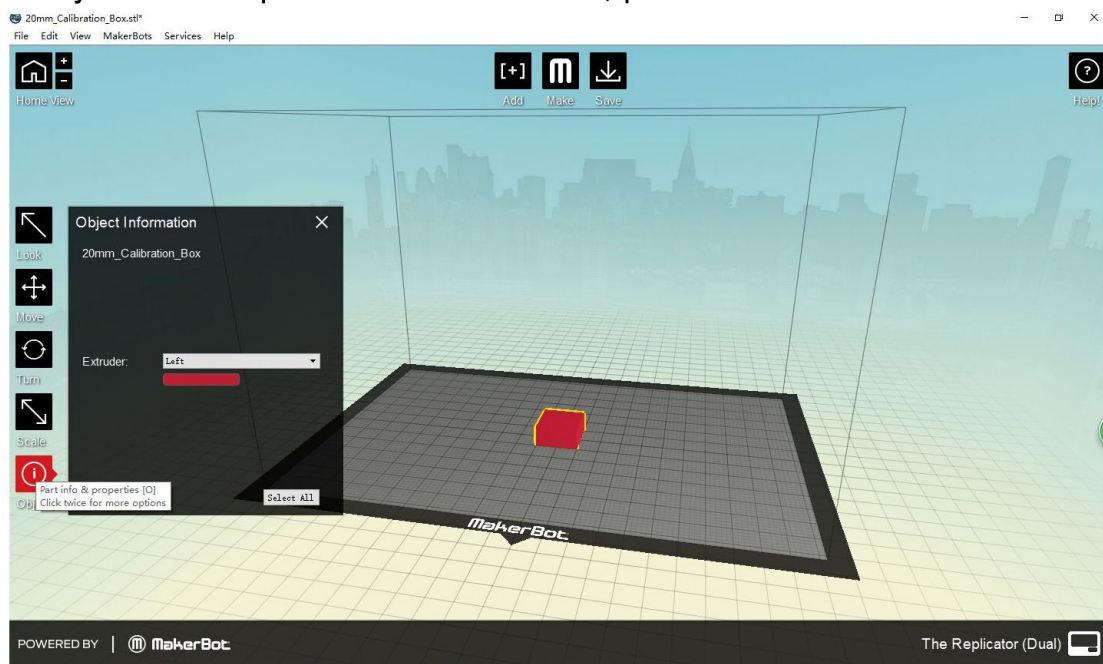 20mm_Calibration_Box.stl*
File Edit View MakerBots Services Help
+
-
Home View
[+]
Add
M
Make
Save
?
Help!
Look
Move
Turn
Scale
Object Information
20mm_Calibration_Box
Extruder:
Left
Part info & properties [O]
Click twice for more options
Select All
MakerBot
POWERED BY | MakerBot
The Replicator (Dual)